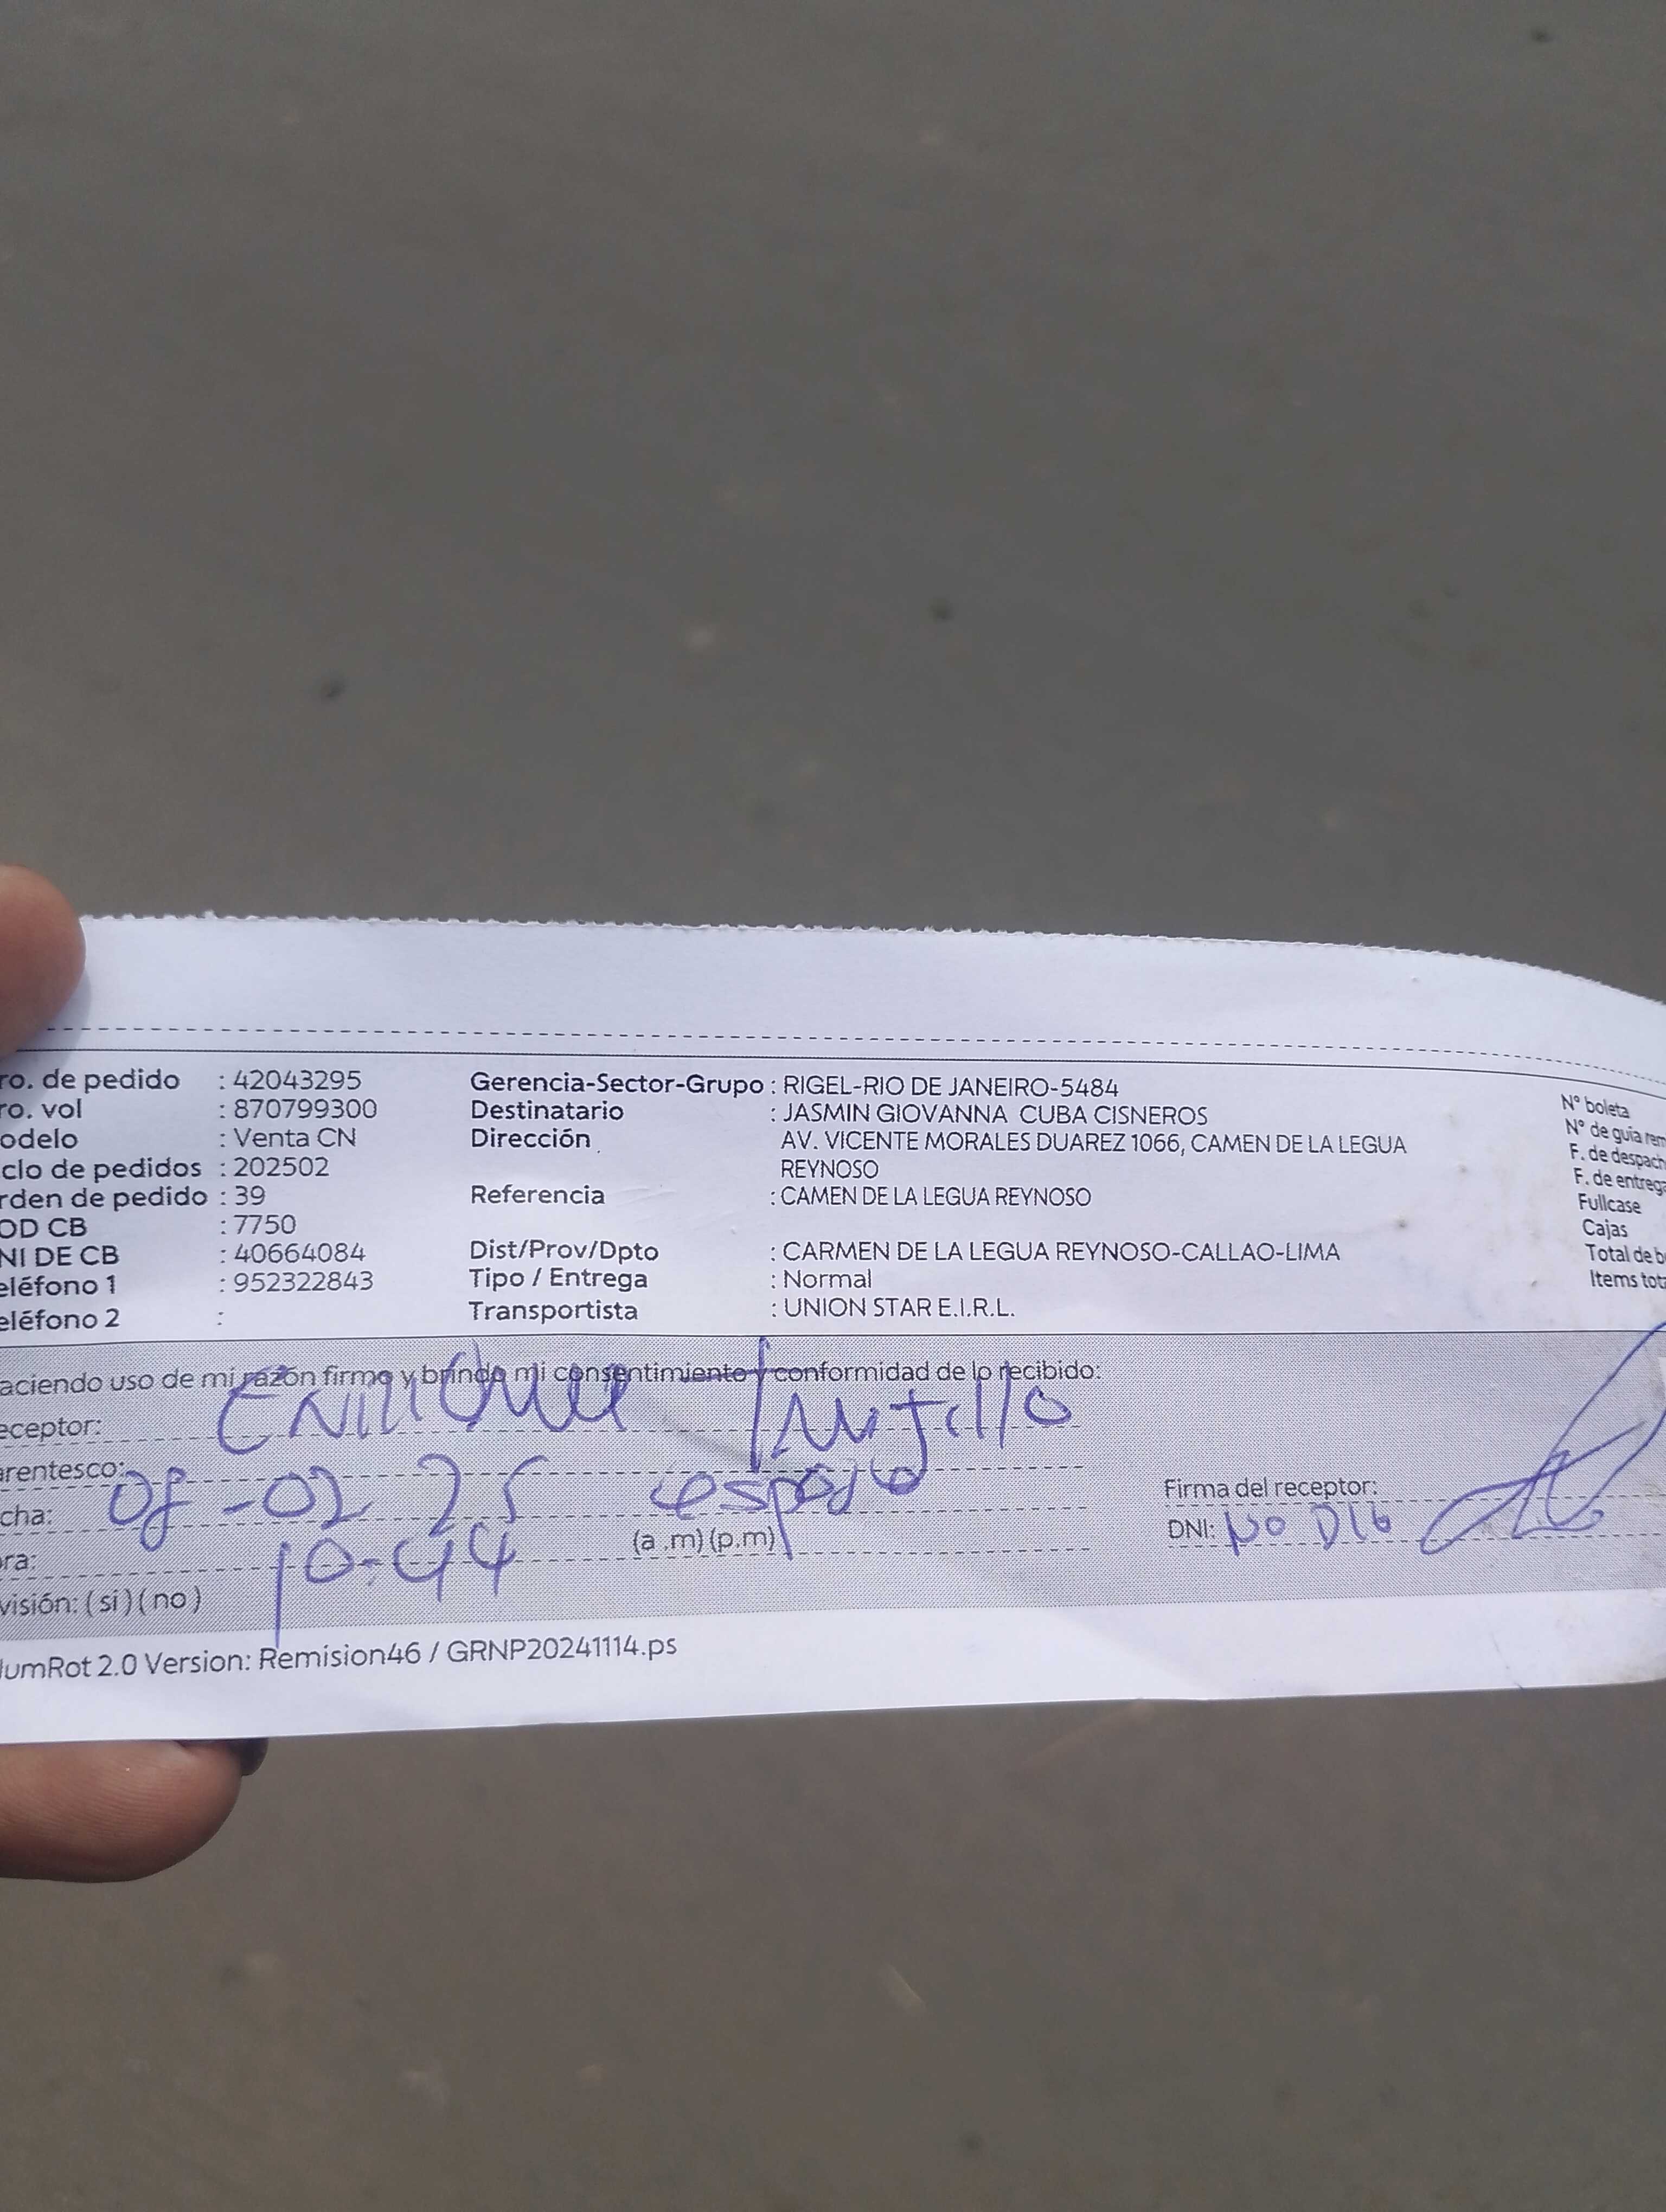 ro. de pedido : 42043295
ro. vol : 870799300
odelo : Venta CN
clo de pedidos : 202502
rden de pedido : 39
OD CB : 7750
NI DE CB : 40664084
eléfono 1 : 952322843
eléfono 2 :
Gerencia-Sector-Grupo : RIGEL-RIO DE JANEIRO-5484
Destinatario : JASMIN GIOVANNA CUBA CISNEROS
Dirección AV. VICENTE MORALES DUAREZ 1066, CAMEN DE LA LEGUA
REYNOSO
Referencia : CAMEN DE LA LEGUA REYNOSO
Dist/Prov/Dpto : CARMEN DE LA LEGUA REYNOSO-CALLAO-LIMA
Tipo / Entrega : Normal
Transportista : UNION STAR E.I.R.L.
N° boleta
N° de guía rem
F. de despach
F. de entrega
Fullcase
Cajas
Total de b
Items tota
aciendo uso de mi razón firmo y brindo mi consentimiento y conformidad de lo recibido:
eceptor: Enrique Trujillo
arentesco: esposo
cha: 08-02 25
ra: 10:44 (a .m) (p.m)
visión: ( si ) ( no )
Firma del receptor:
DNI: NO DIO
umRot 2.0 Version: Remision46 / GRNP20241114.ps